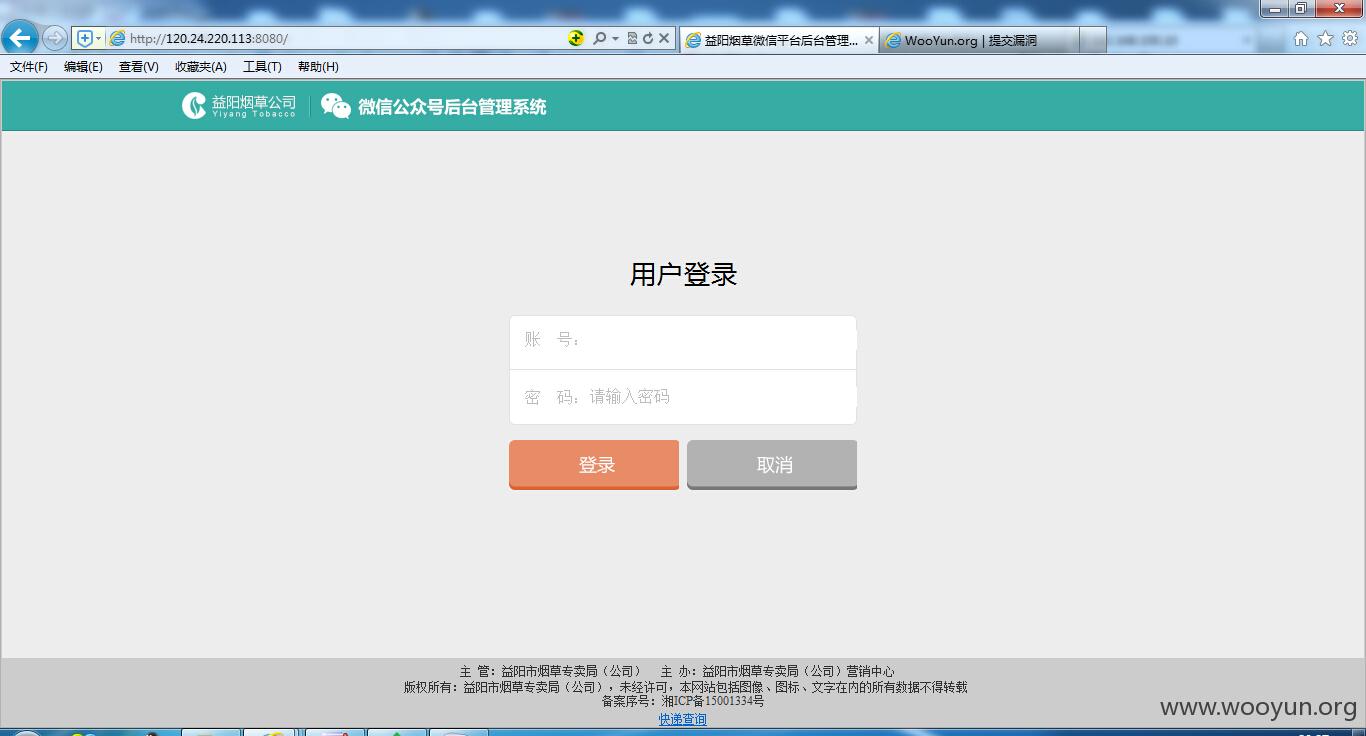 http://120.24.220.113:8080/
益阳烟草微信平台后台管理...
WooYun.org | 提交漏洞
文件(F) 编辑(E) 查看(V) 收藏夹(A) 工具(T) 帮助(H)
益阳烟草公司
Yiyang Tobacco
微信公众号后台管理系统
用户登录
账 号：
密 码：请输入密码
登录 取消
主 管：益阳市烟草专卖局（公司） 主 办：益阳市烟草专卖局（公司）营销中心
版权所有：益阳市烟草专卖局（公司），未经许可，本网站包括图像、图标、文字在内的所有数据不得转载
备案序号：湘ICP备15001334号
快递查询
www.wooyun.org